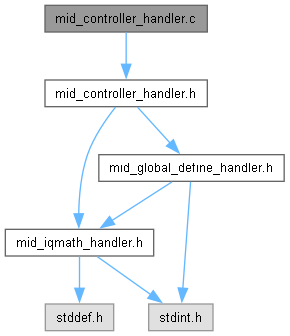 mid_controller_handler.c
mid_controller_handler.h
mid_global_define_handler.h
mid_iqmath_handler.h
stddef.h
stdint.h